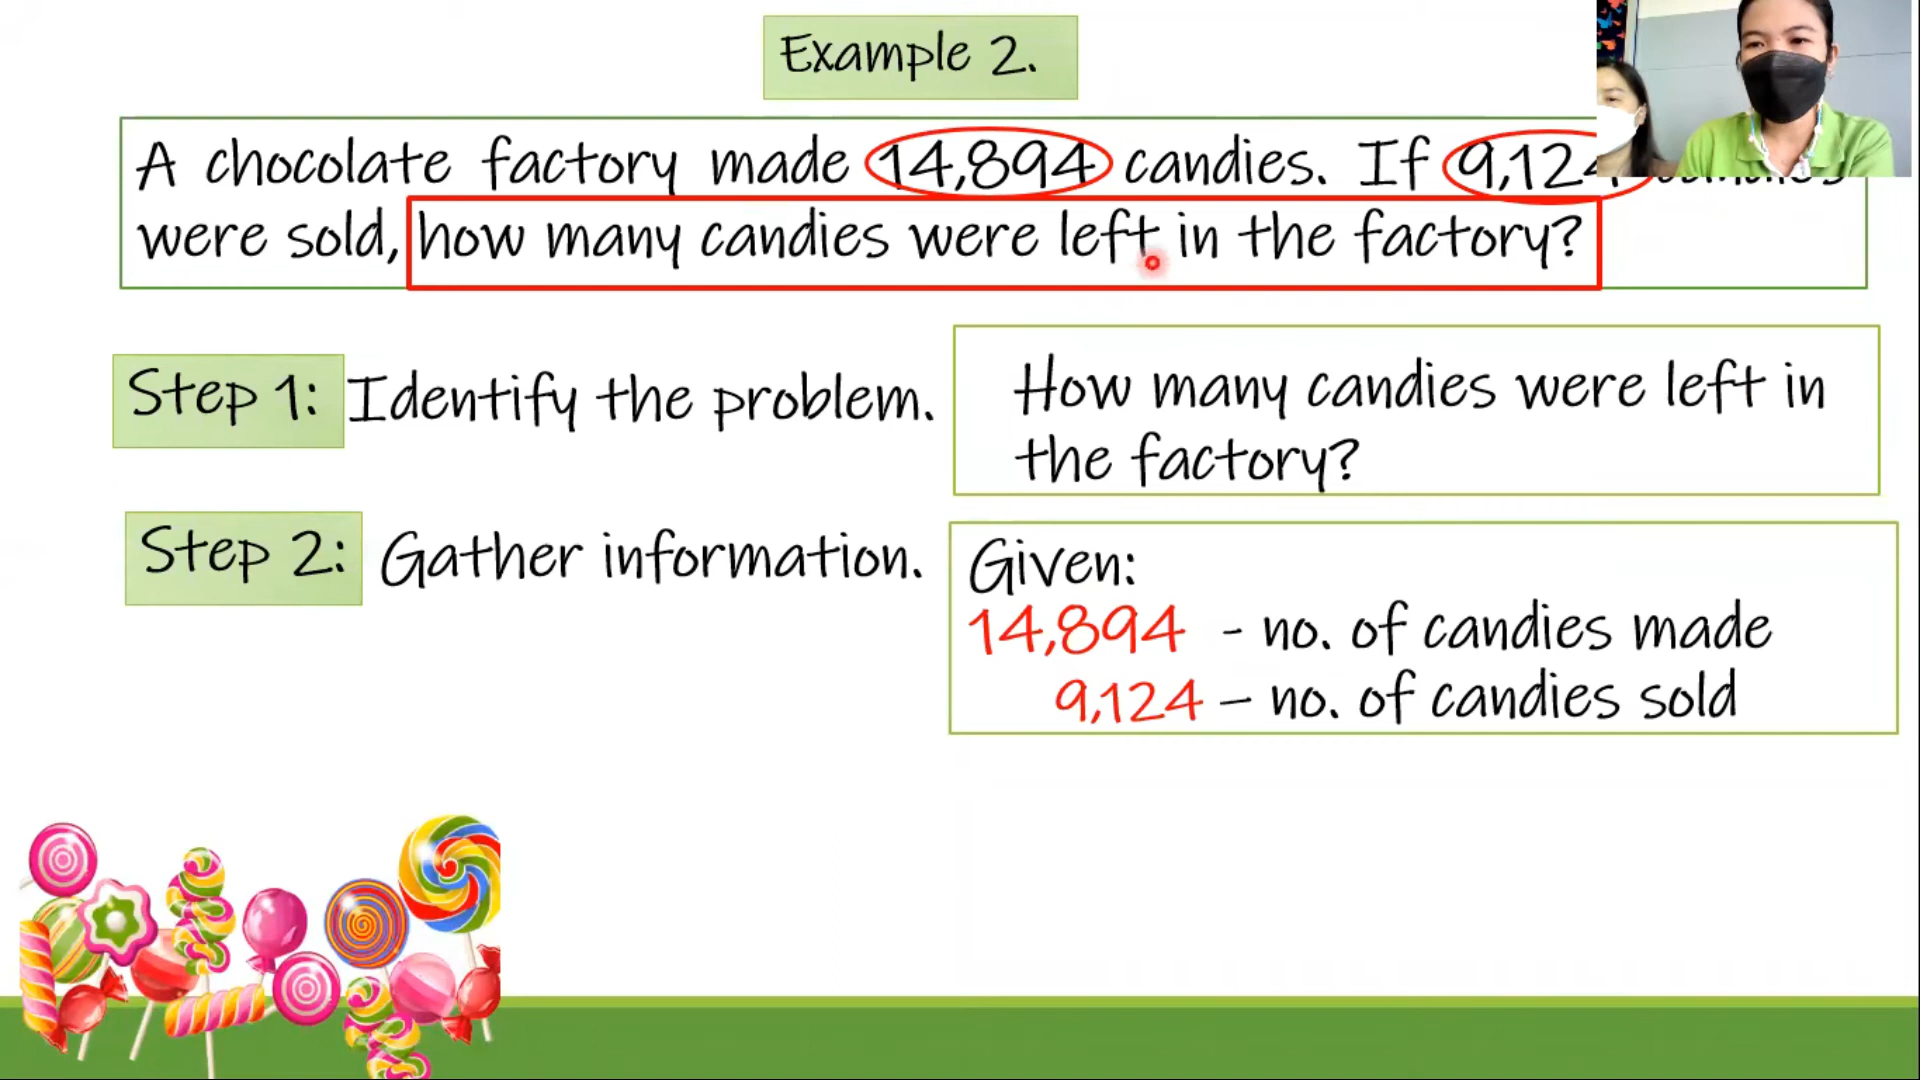 Example 2.
A chocolate factory made 14,894 candies. If 9,124
were sold, how many candies were left in the factory?
Step 1: Identify the problem.
How many candies were left in
the factory?
Step 2: Gather information.
Given:
14,894 - no. of candies made
9,124 – no. of candies sold